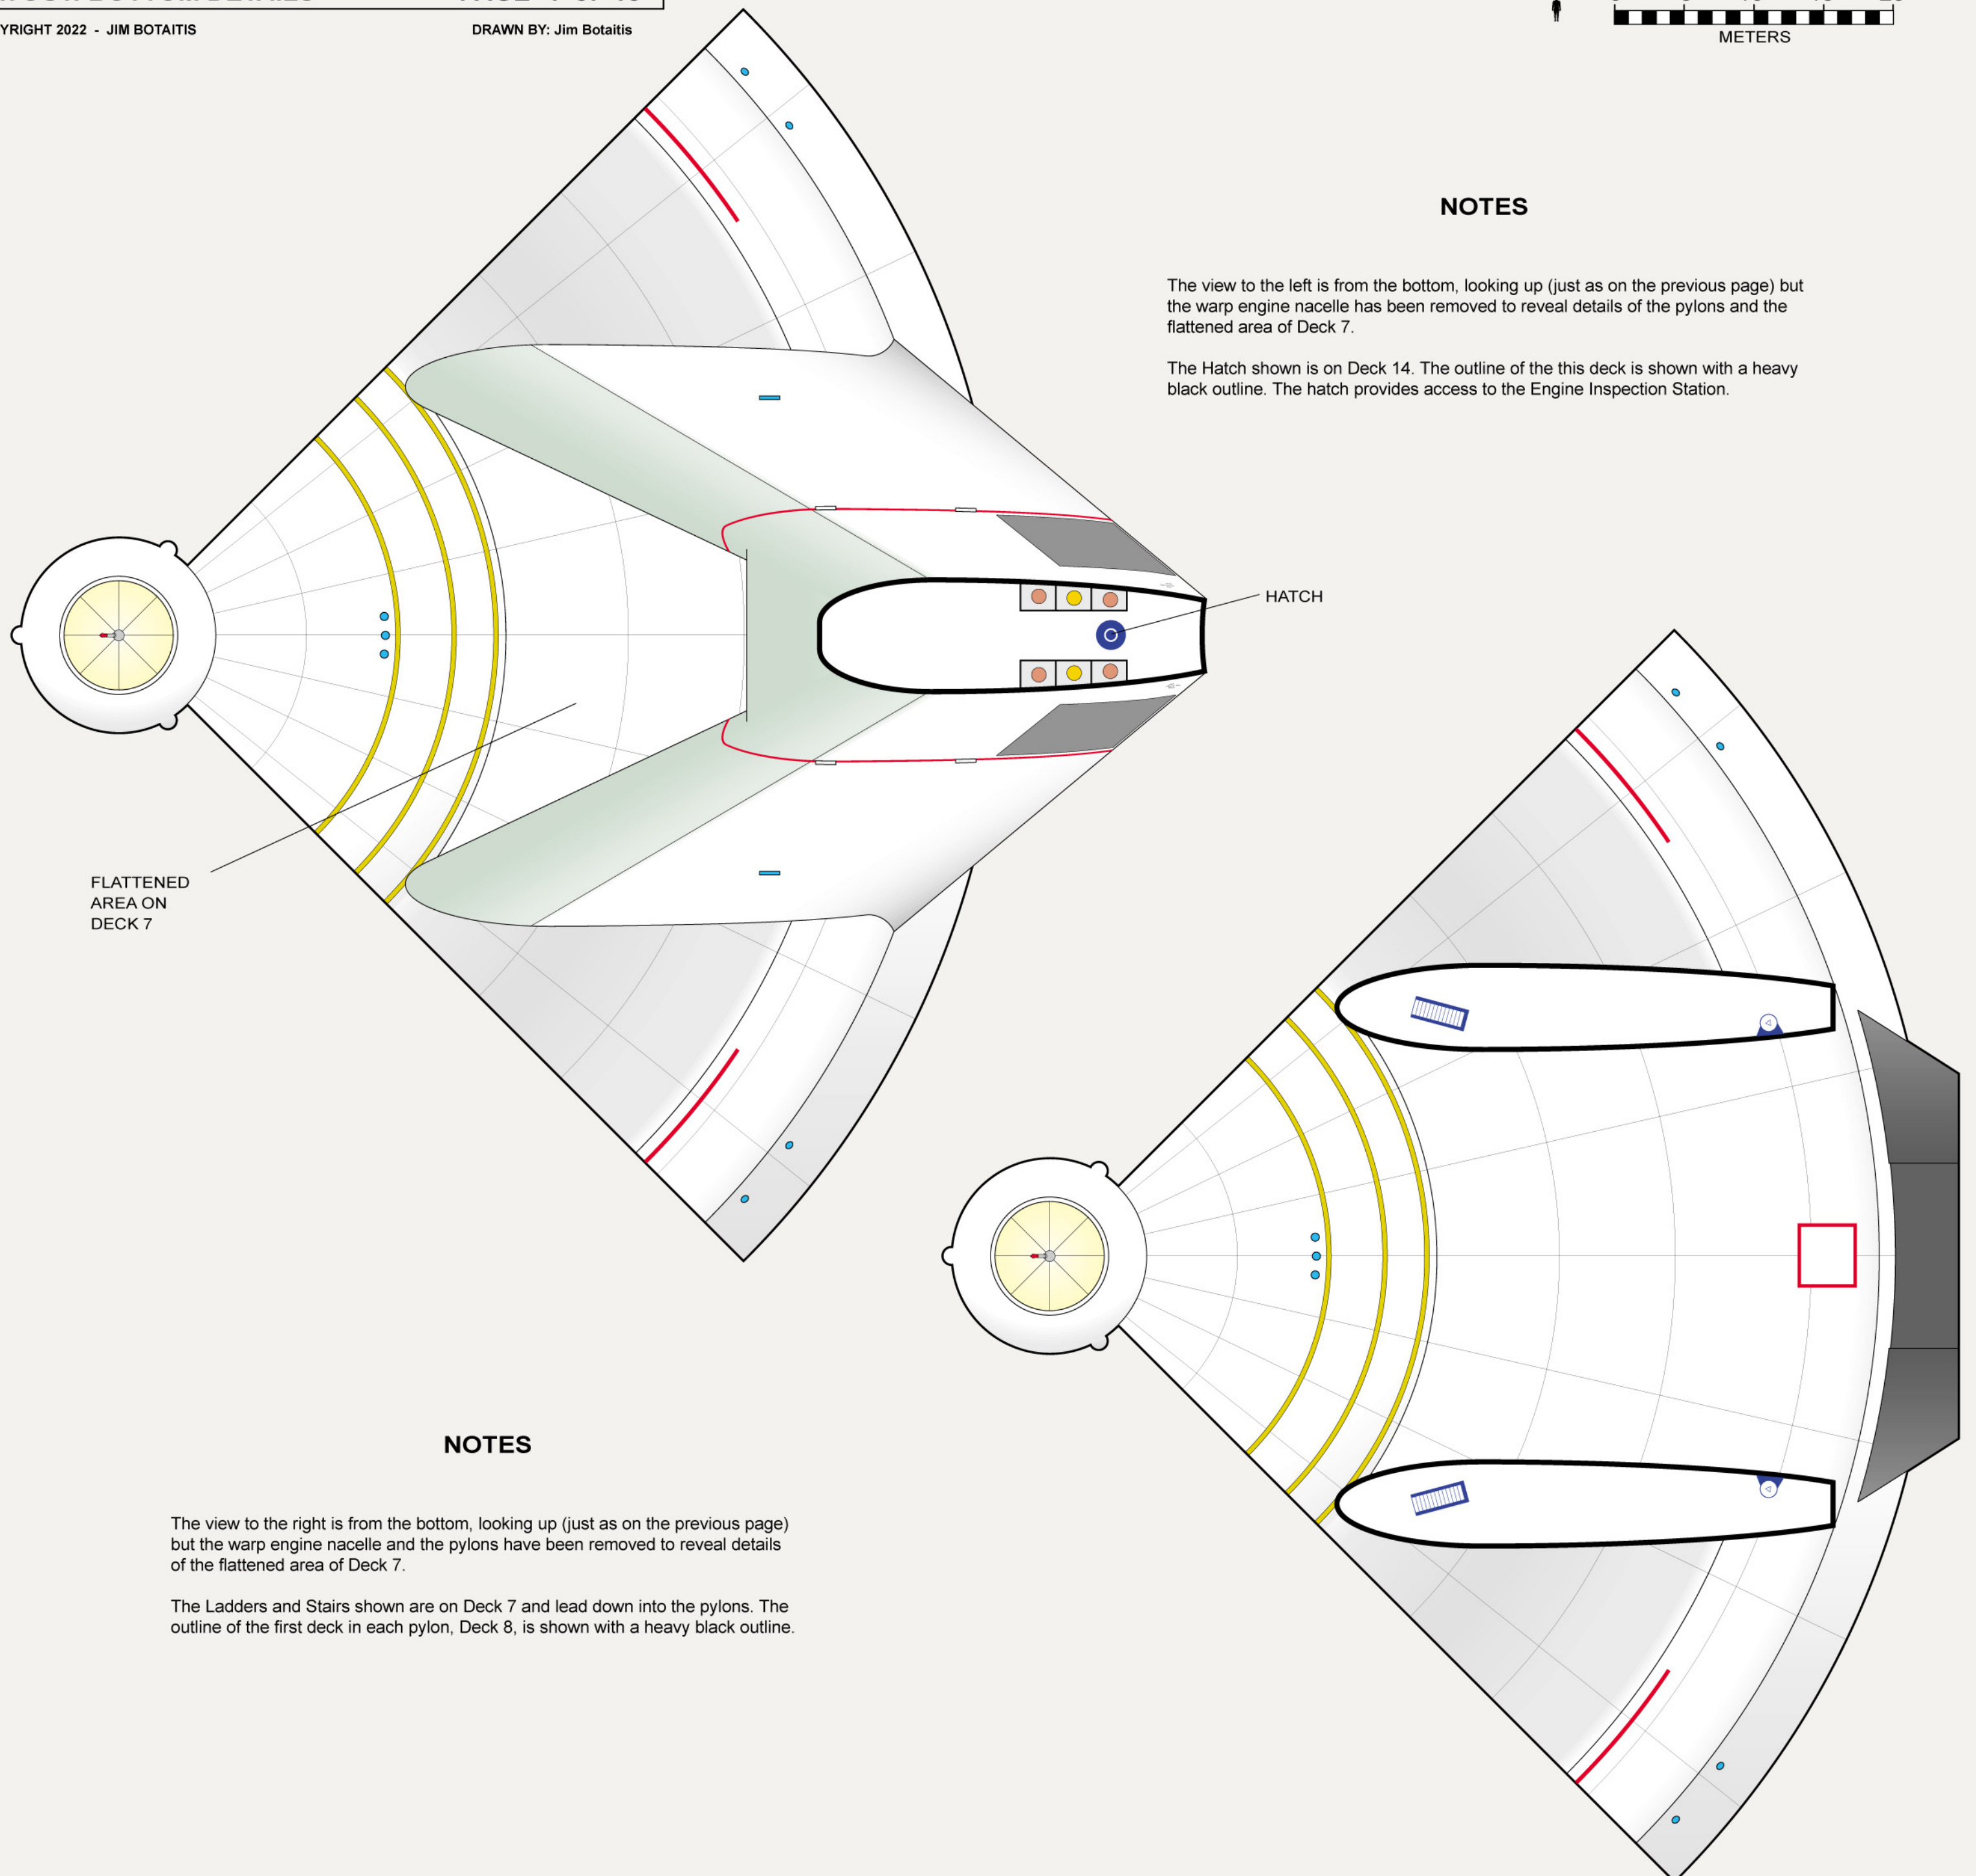 YRIGHT 2022 - JIM BOTAITIS
DRAWN BY: Jim Botaitis
METERS
NOTES
The view to the left is from the bottom, looking up (just as on the previous page) but
the warp engine nacelle has been removed to reveal details of the pylons and the
flattened area of Deck 7.
The Hatch shown is on Deck 14. The outline of the this deck is shown with a heavy
black outline. The hatch provides access to the Engine Inspection Station.
HATCH
FLATTENED
AREA ON
DECK 7
NOTES
The view to the right is from the bottom, looking up (just as on the previous page)
but the warp engine nacelle and the pylons have been removed to reveal details
of the flattened area of Deck 7.
The Ladders and Stairs shown are on Deck 7 and lead down into the pylons. The
outline of the first deck in each pylon, Deck 8, is shown with a heavy black outline.